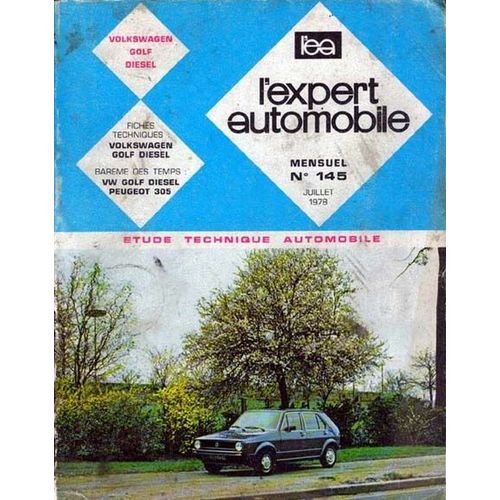 VOLKSWAGEN
GOLF
DIESEL
l'ea
l'expert
automobile
FICHES
TECHNIQUES :
VOLKSWAGEN
GOLF DIESEL
BAREME DES TEMPS :
VW GOLF DIESEL
PEUGEOT 305
MENSUEL
N° 145
JUILLET
1978
ETUDE TECHNIQUE AUTOMOBILE